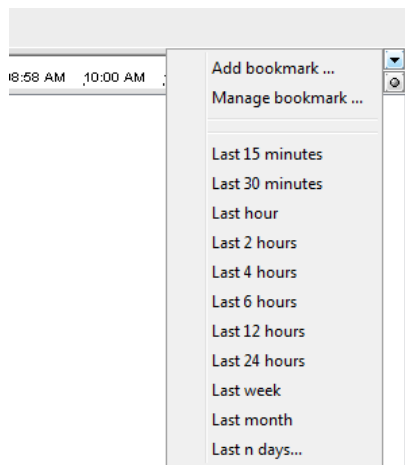 8:58 AM 10:00 AM
Add bookmark ...
Manage bookmark ...
Last 15 minutes
Last 30 minutes
Last hour
Last 2 hours
Last 4 hours
Last 6 hours
Last 12 hours
Last 24 hours
Last week
Last month
Last n days...